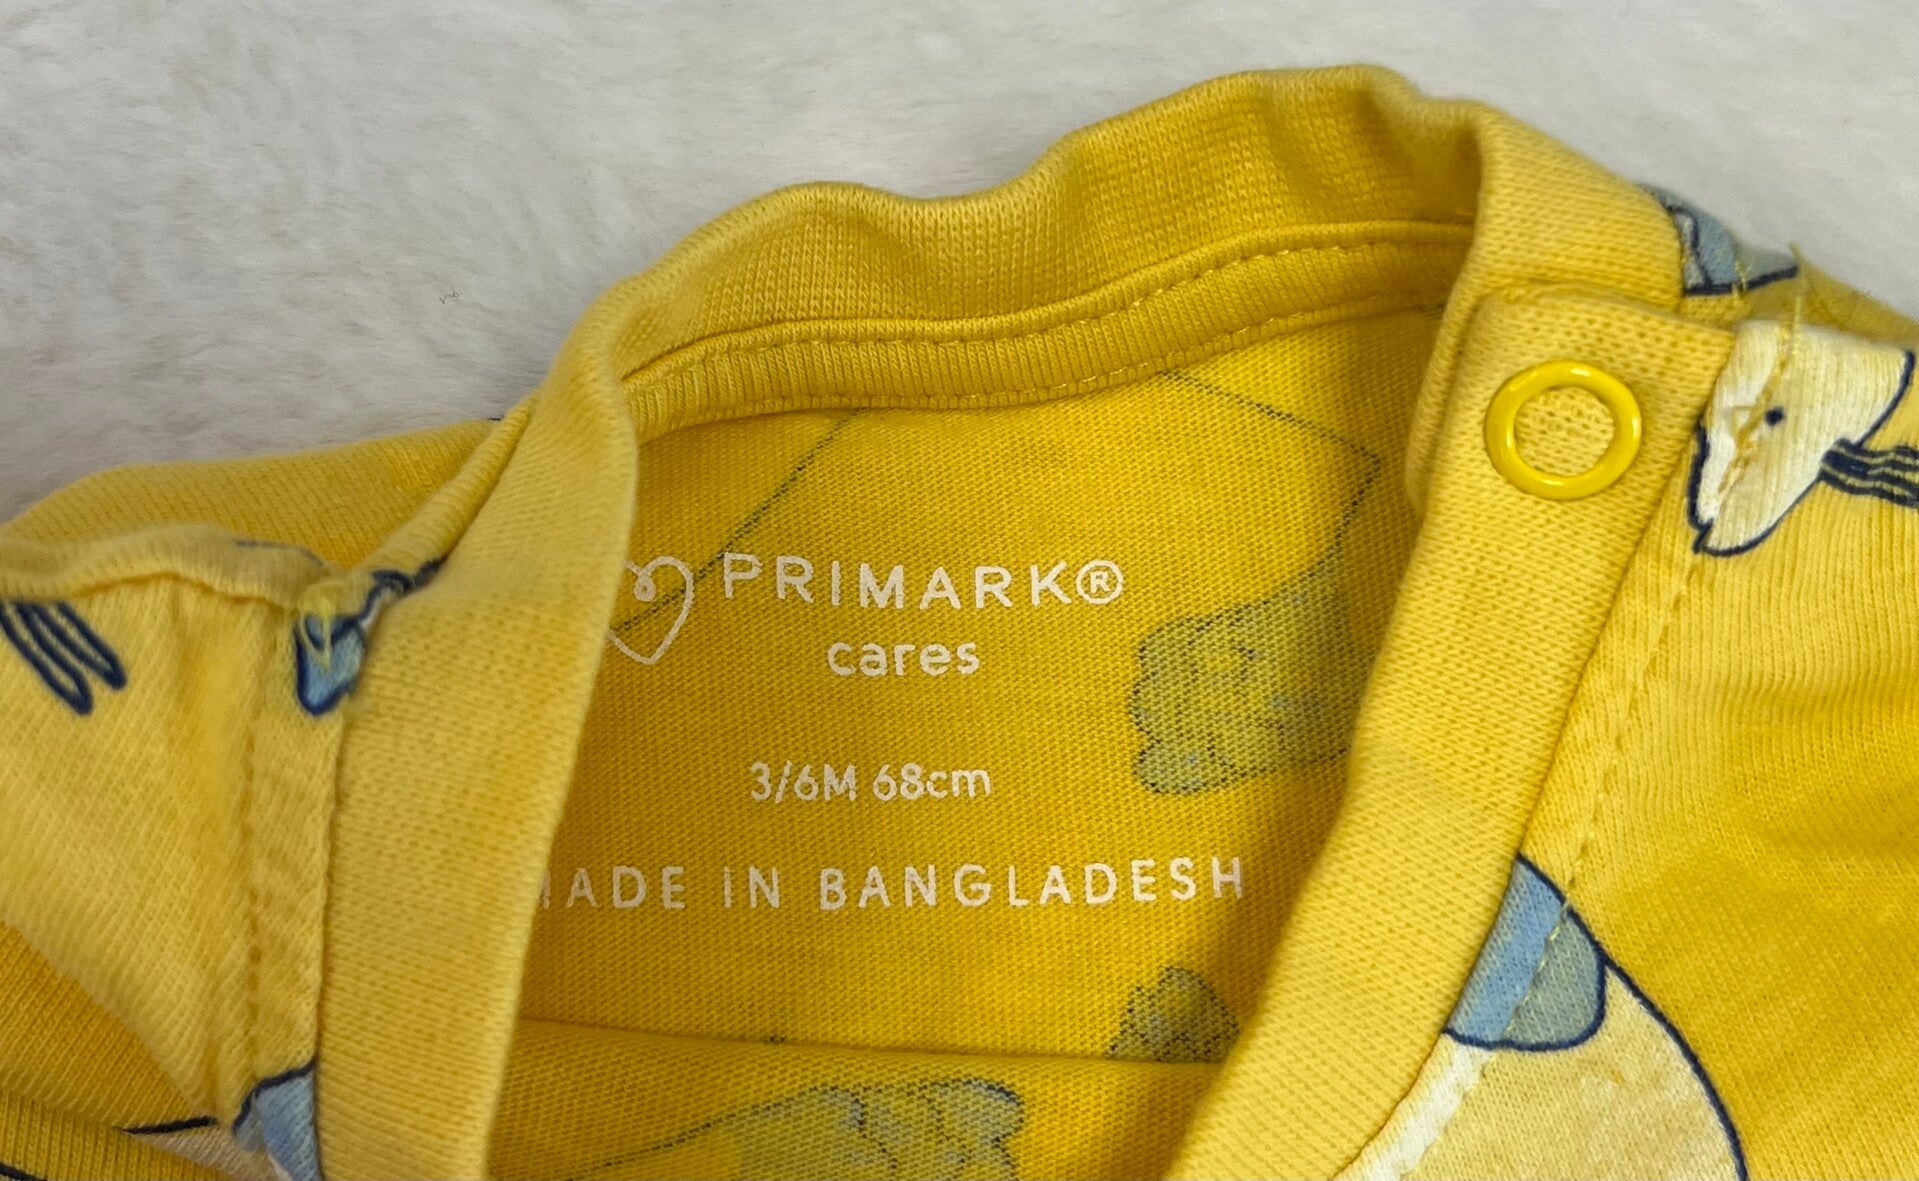 PRIMARK®
cares
3/6M 68cm
MADE IN BANGLADESH